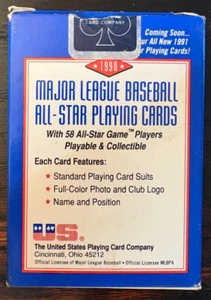 CARD COMPANY
Coming Soon...
ur All New 1991
r Playing Cards!
1990
MAJOR LEAGUE BASEBALL
ALL-STAR PLAYING CARDS
With 58 All-Star Game™ Players
Playable & Collectible
Each Card Features:
★ Standard Playing Card Suits
★ Full-Color Photo and Club Logo
★ Name and Position
US
The United States Playing Card Company
Cincinnati, Ohio 45212
Official Licensee of Major League Baseball • Official Licensee MLBPA